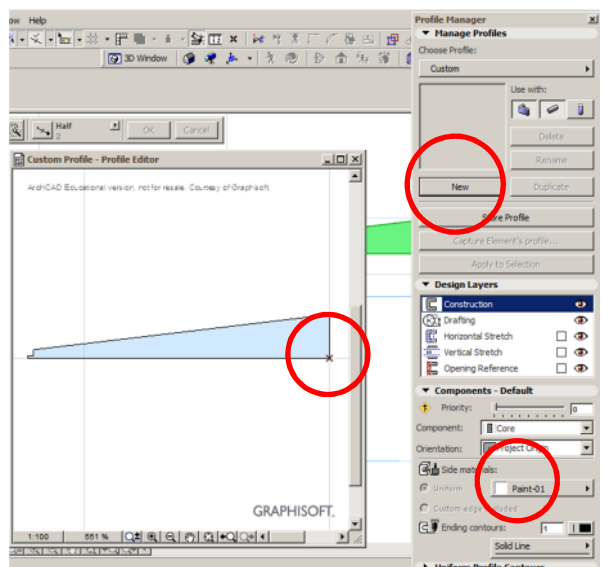 ow Help
Profile Manager
Manage Profiles
3D Window
Choose Profile:
Custom
Use with:
Half
2
OK
Cancel
Delete
Custom Profile - Profile Editor
Rename
New
Duplicate
ArchiCAD Educational version, not for resale. Courtesy of Graphisoft.
Store Profile
Capture Element's profile...
Apply to Selection
Design Layers
Construction
Drafting
Horizontal Stretch
Vertical Stretch
Opening Reference
Components - Default
Priority:
0
Component:
Core
Orientation:
Project Origin
Side materials:
Uniform
Paint-01
Custom edge included
GRAPHISOFT.
Ending contours:
1
1:100
551 %
Solid Line
Uniform Profile Contours